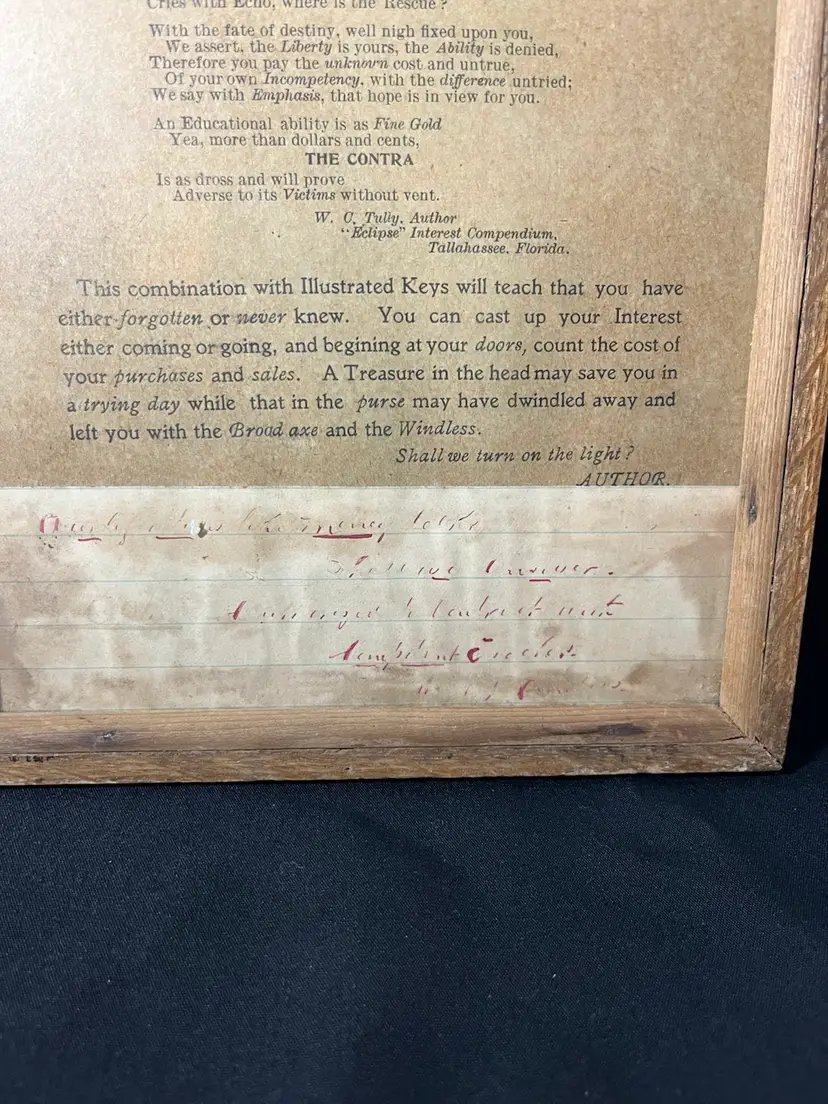 Cries with Echo, where is the Rescue?
With the fate of destiny, well nigh fixed upon you,
We assert, the Liberty is yours, the Ability is denied,
Therefore you pay the unknown cost and untrue,
Of your own Incompetency, with the difference untried;
We say with Emphasis, that hope is in view for you.
An Educational ability is as Fine Gold
Yea, more than dollars and cents,
THE CONTRA
Is as dross and will prove
Adverse to its Victims without vent.
W. C. Tully, Author
"Eclipse" Interest Compendium,
Tallahassee, Florida.
This combination with Illustrated Keys will teach that you have
either forgotten or never knew. You can cast up your Interest
either coming or going, and begining at your doors, count the cost of
your purchases and sales. A Treasure in the head may save you in
a trying day while that in the purse may have dwindled away and
left you with the Broad axe and the Windless.
Shall we turn on the light?
AUTHOR.
money talks